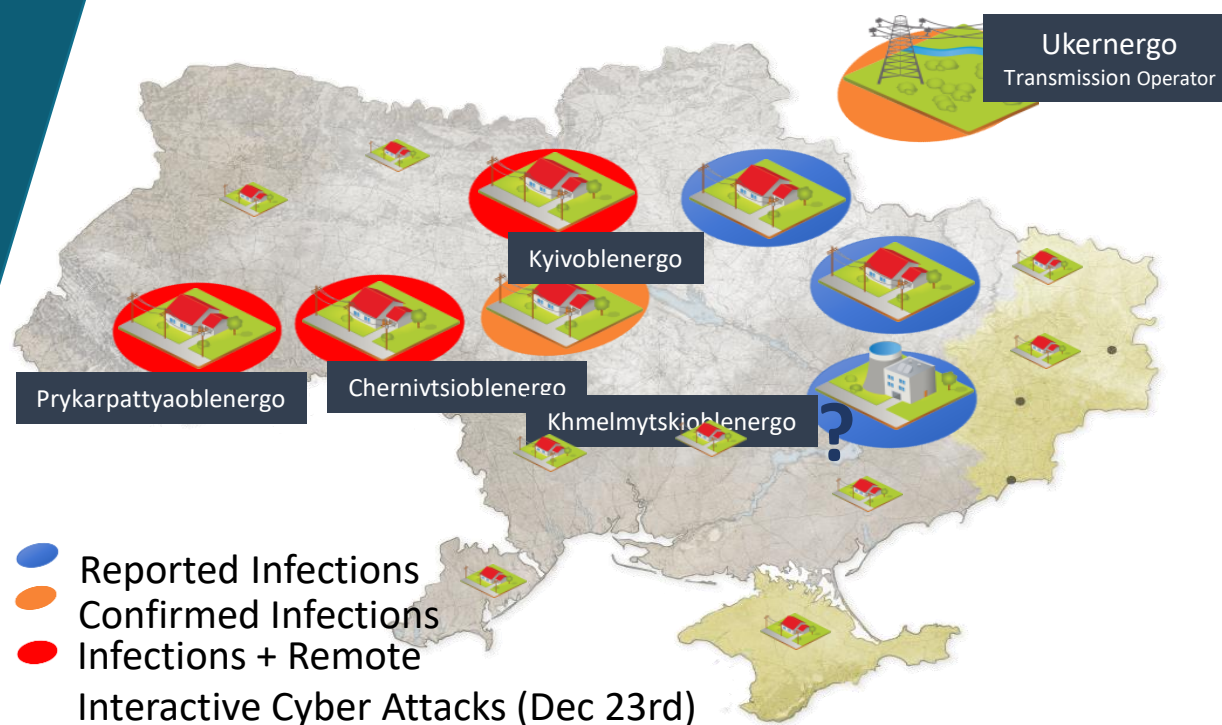 Ukernergo
Transmission Operator
Kyivoblenergo
Prykarpattyaoblenergo
Chernivtsioblenergo
Khmelmytskioblenergo
?
Reported Infections
Confirmed Infections
Infections + Remote
Interactive Cyber Attacks (Dec 23rd)